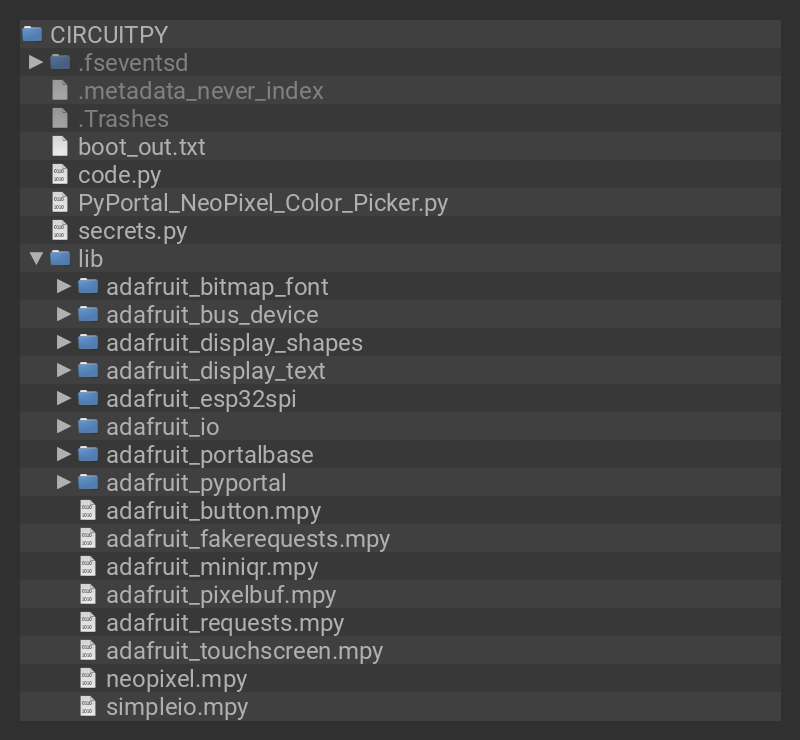 CIRCUITPY
.fseventsd
.metadata_never_index
.Trashes
boot_out.txt
code.py
PyPortal_NeoPixel_Color_Picker.py
secrets.py
lib
adafruit_bitmap_font
adafruit_bus_device
adafruit_display_shapes
adafruit_display_text
adafruit_esp32spi
adafruit_io
adafruit_portalbase
adafruit_pyportal
adafruit_button.mpy
adafruit_fakerequests.mpy
adafruit_miniqr.mpy
adafruit_pixelbuf.mpy
adafruit_requests.mpy
adafruit_touchscreen.mpy
neopixel.mpy
simpleio.mpy